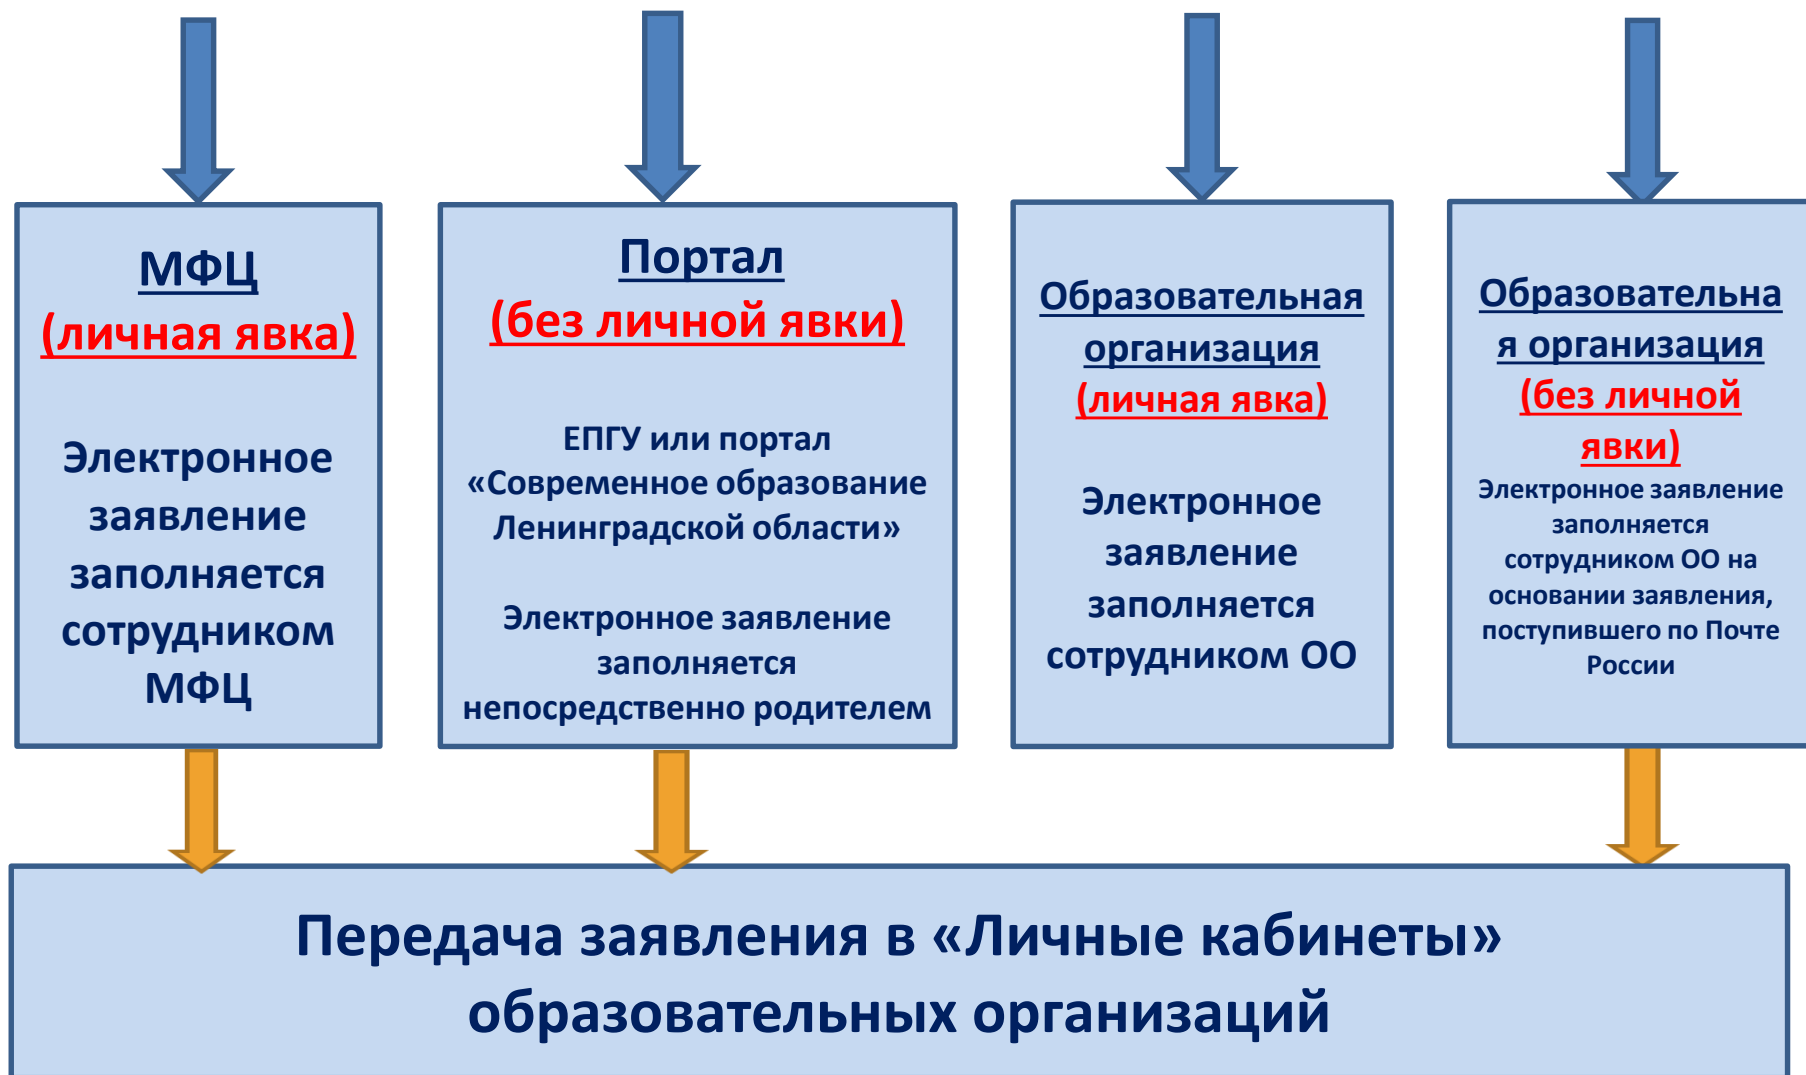 МФЦ
(личная явка)
Электронное
заявление
заполняется
сотрудником
МФЦ
Портал
(без личной явки)
ЕПГУ или портал
«Современное образование
Ленинградской области»
Электронное заявление
заполняется
непосредственно родителем
Образовательная
организация
(личная явка)
Электронное
заявление
заполняется
сотрудником ОО
Образовательна
я организация
(без личной
явки)
Электронное заявление
заполняется
сотрудником ОО на
основании заявления,
поступившего по Почте
России
Передача заявления в «Личные кабинеты»
образовательных организаций